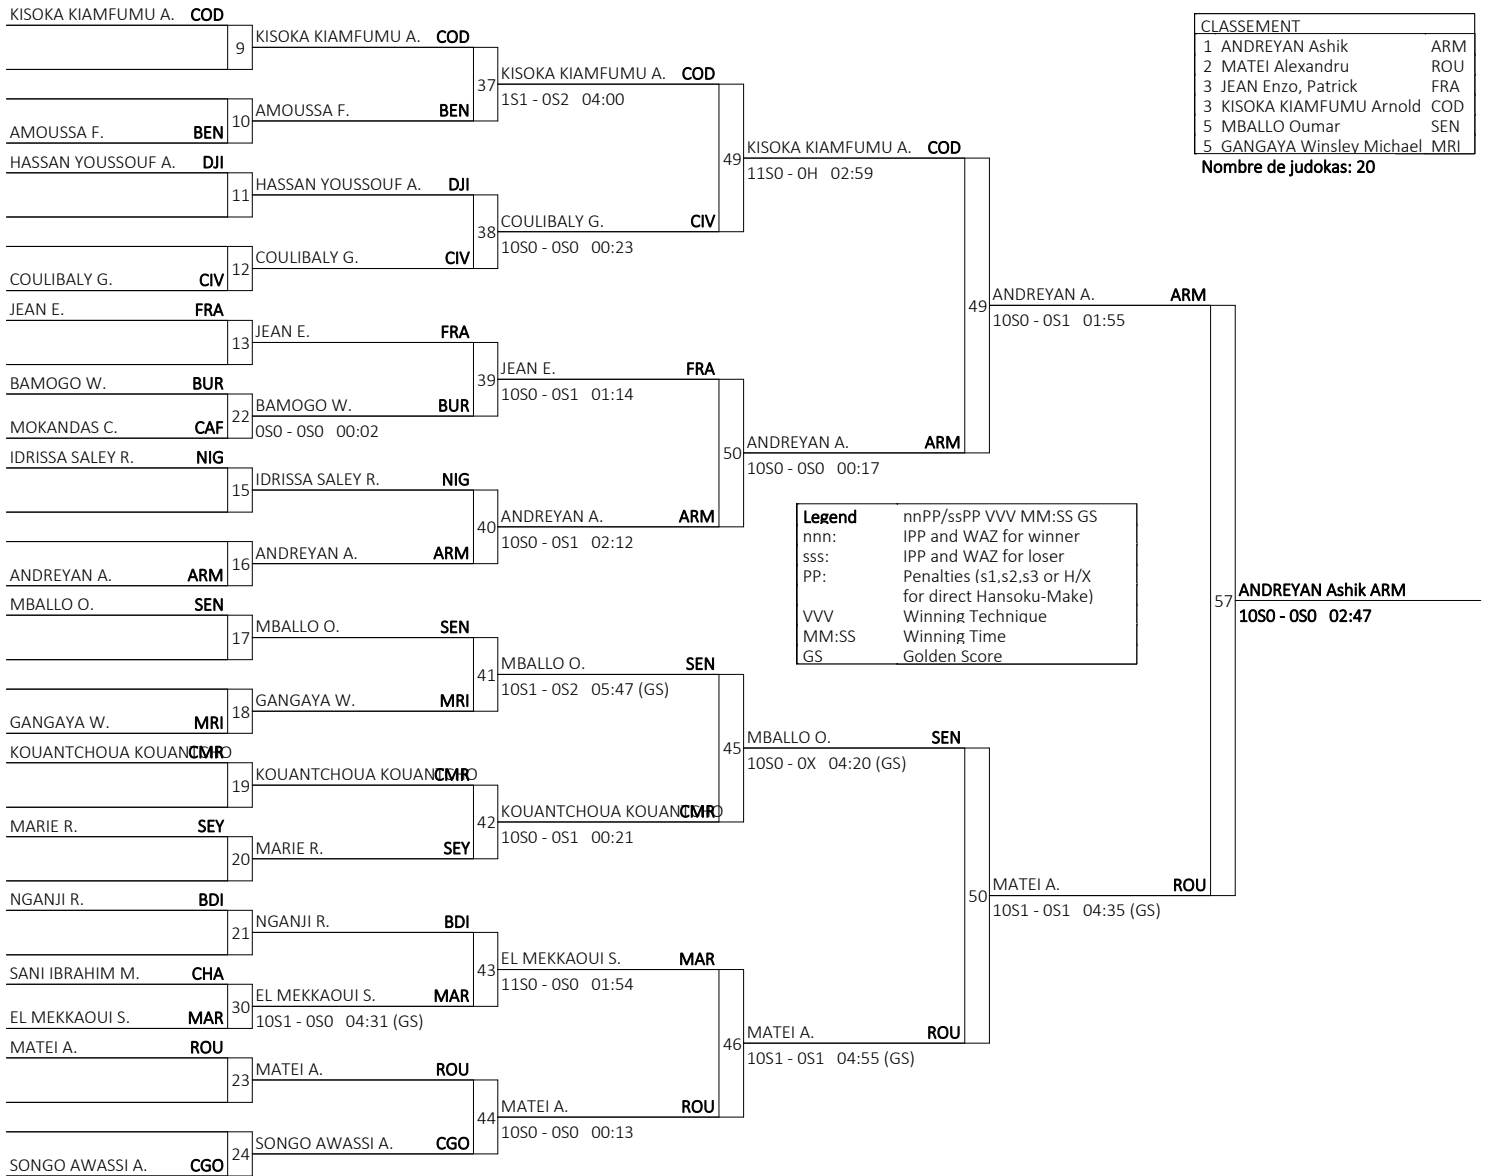 KISOKA KIAMFUMU A. COD
9
AMOUSSA F. BEN
10
HASSAN YOUSSOUF A. DJI
11
COULIBALY G. CIV
12
JEAN E. FRA
13
BAMOGO W. BUR
22
MOKANDAS C. CAF
IDRISSA SALEY R. NIG
15
ANDREYAN A. ARM
16
MBALLO O. SEN
17
GANGAYA W. MRI
18
KOUANTCHOUA KOUANTCHO CMR
19
MARIE R. SEY
20
NGANJI R. BDI
21
SANI IBRAHIM M. CHA
30
EL MEKKAOUI S. MAR
MATEI A. ROU
23
SONGO AWASSI A. CGO
24
KISOKA KIAMFUMU A. COD
37
AMOUSSA F. BEN
HASSAN YOUSSOUF A. DJI
38
COULIBALY G. CIV
JEAN E. FRA
39
BAMOGO W. BUR
0S0 - 0S0 00:02
IDRISSA SALEY R. NIG
40
ANDREYAN A. ARM
MBALLO O. SEN
41
GANGAYA W. MRI
KOUANTCHOUA KOUANTCHO CMR
42
MARIE R. SEY
NGANJI R. BDI
43
EL MEKKAOUI S. MAR
10S1 - 0S0 04:31 (GS)
MATEI A. ROU
44
SONGO AWASSI A. CGO
KISOKA KIAMFUMU A. COD
1S1 - 0S2 04:00
49
COULIBALY G. CIV
10S0 - 0S0 00:23
JEAN E. FRA
10S0 - 0S1 01:14
50
ANDREYAN A. ARM
10S0 - 0S1 02:12
MBALLO O. SEN
10S1 - 0S2 05:47 (GS)
45
KOUANTCHOUA KOUANTCHO CMR
10S0 - 0S1 00:21
EL MEKKAOUI S. MAR
11S0 - 0S0 01:54
46
MATEI A. ROU
10S0 - 0S0 00:13
KISOKA KIAMFUMU A. COD
11S0 - 0H 02:59
49
ANDREYAN A. ARM
10S0 - 0S0 00:17
MBALLO O. SEN
10S0 - 0X 04:20 (GS)
50
MATEI A. ROU
10S1 - 0S1 04:55 (GS)
ANDREYAN A. ARM
10S0 - 0S1 01:55
57
MATEI A. ROU
10S1 - 0S1 04:35 (GS)
ANDREYAN Ashik ARM
10S0 - 0S0 02:47
CLASSEMENT
1 ANDREYAN Ashik ARM
2 MATEI Alexandru ROU
3 JEAN Enzo, Patrick FRA
3 KISOKA KIAMFUMU Arnold COD
5 MBALLO Oumar SEN
5 GANGAYA Winsley Michael MRI
Nombre de judokas: 20
Legend nnPP/ssPP VVV MM:SS GS
nnn: IPP and WAZ for winner
sss: IPP and WAZ for loser
PP: Penalties (s1,s2,s3 or H/X
for direct Hansoku-Make)
VVV Winning Technique
MM:SS Winning Time
GS Golden Score